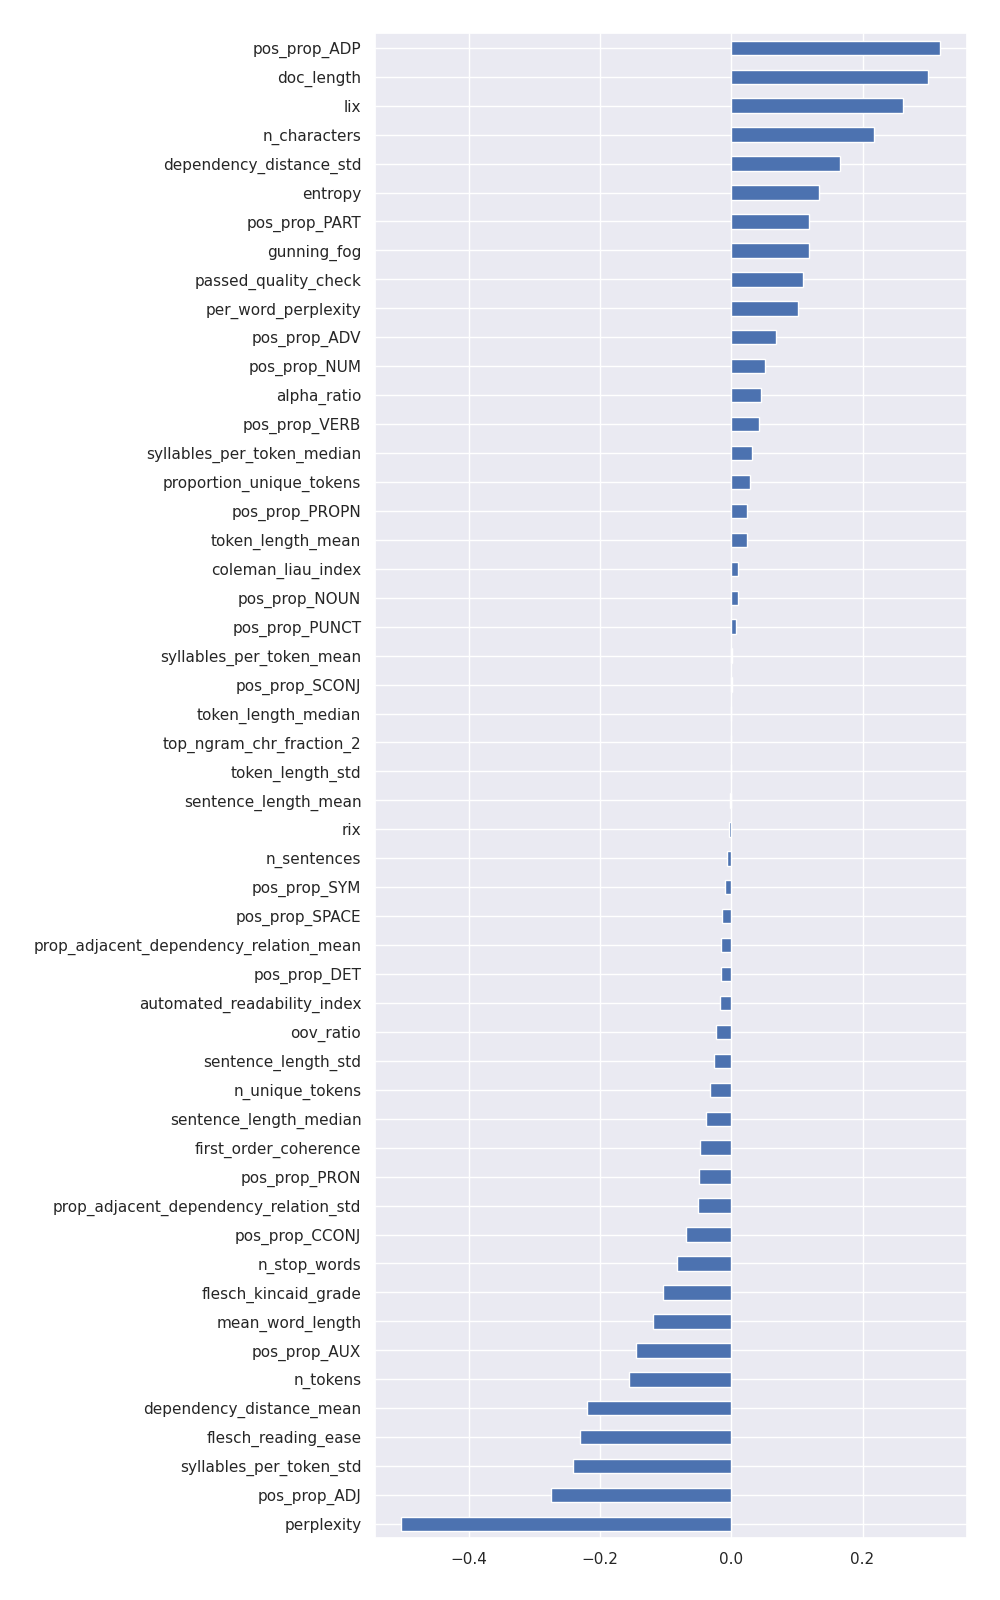 pos_prop_ADP
doc_length
lix
n_characters
dependency_distance_std
entropy
pos_prop_PART
gunning_fog
passed_quality_check
per_word_perplexity
pos_prop_ADV
pos_prop_NUM
alpha_ratio
pos_prop_VERB
syllables_per_token_median
proportion_unique_tokens
pos_prop_PROPN
token_length_mean
coleman_liau_index
pos_prop_NOUN
pos_prop_PUNCT
syllables_per_token_mean
pos_prop_SCONJ
token_length_median
top_ngram_chr_fraction_2
token_length_std
sentence_length_mean
rix
n_sentences
pos_prop_SYM
pos_prop_SPACE
prop_adjacent_dependency_relation_mean
pos_prop_DET
automated_readability_index
oov_ratio
sentence_length_std
n_unique_tokens
sentence_length_median
first_order_coherence
pos_prop_PRON
prop_adjacent_dependency_relation_std
pos_prop_CCONJ
n_stop_words
flesch_kincaid_grade
mean_word_length
pos_prop_AUX
n_tokens
dependency_distance_mean
flesch_reading_ease
syllables_per_token_std
pos_prop_ADJ
perplexity
−0.4 −0.2 0.0 0.2